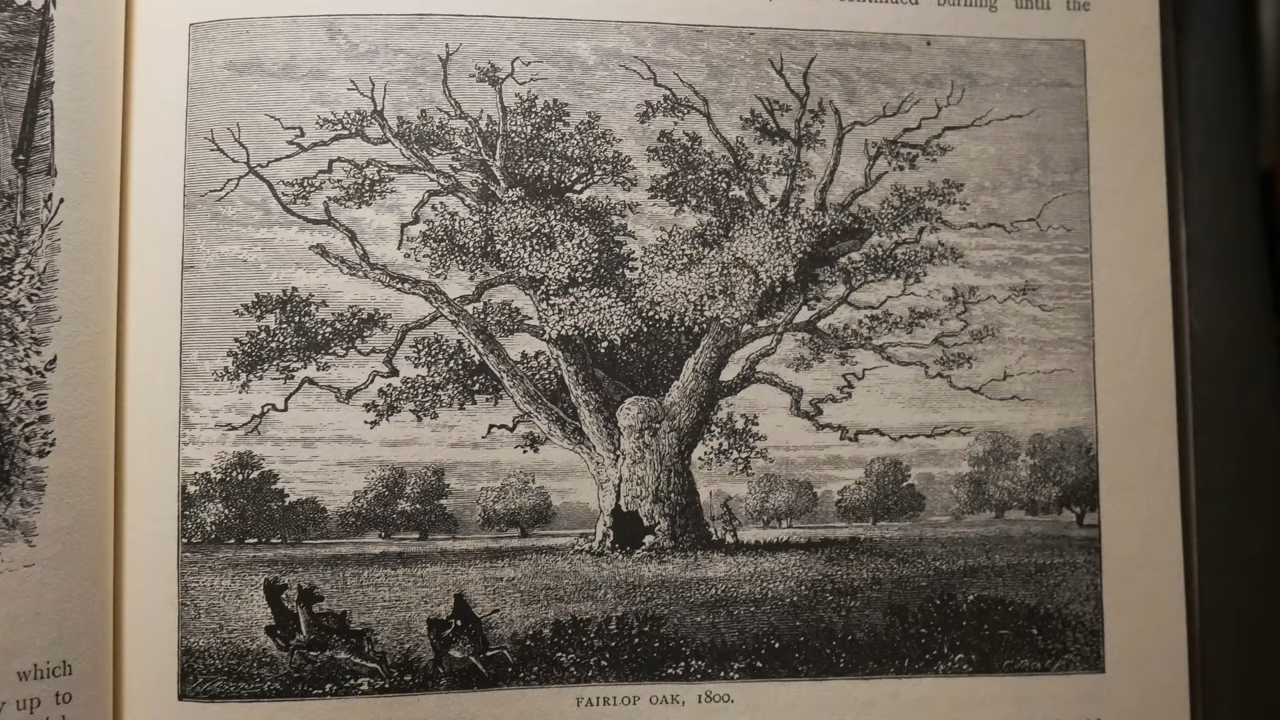 continued burning until the
which
up to
FAIRLOP OAK, 1800.